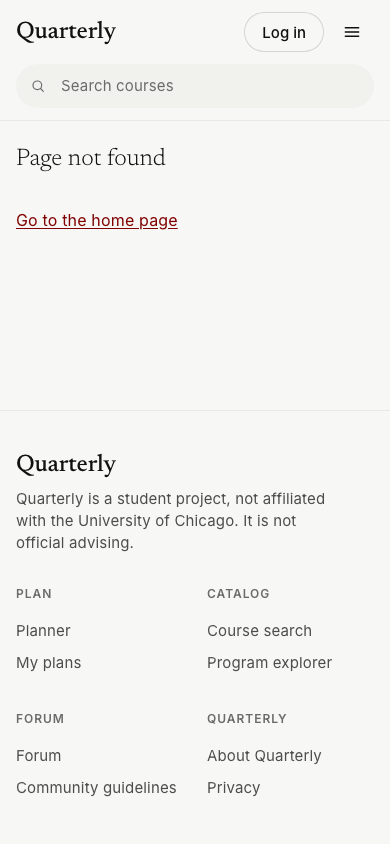 Quarterly
Log in
Search courses
Page not found
Go to the home page
Quarterly
Quarterly is a student project, not affiliated
with the University of Chicago. It is not
official advising.
PLAN
Planner
My plans
CATALOG
Course search
Program explorer
FORUM
Forum
Community guidelines
QUARTERLY
About Quarterly
Privacy